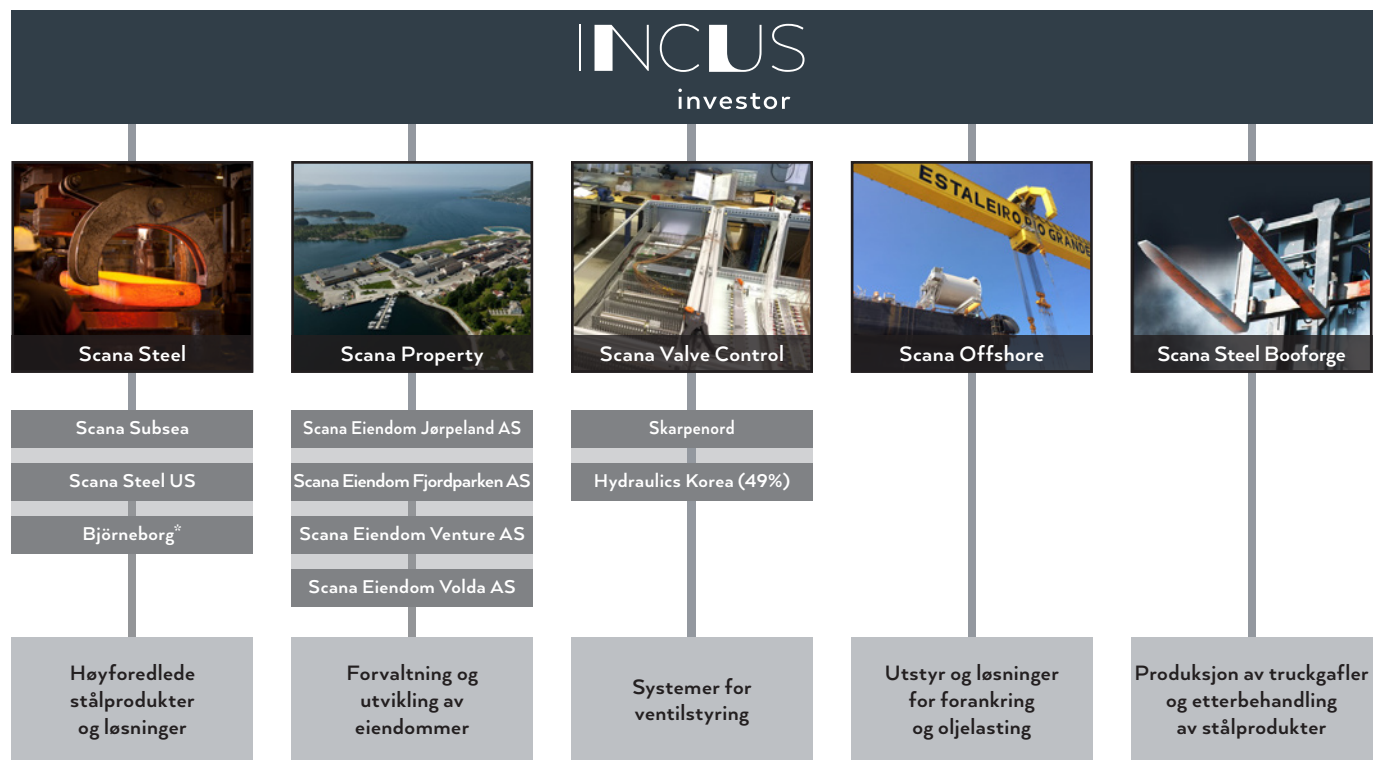 INCUS
investor
ESTALEIRO RIO GRANDE
Scana Steel
Scana Property
Scana Valve Control
Scana Offshore
Scana Steel Booforge
Scana Subsea
Scana Steel US
Björneborg*
Scana Eiendom Jørpeland AS
Scana Eiendom Fjordparken AS
Scana Eiendom Venture AS
Scana Eiendom Volda AS
Skarpenord
Hydraulics Korea (49%)
Høyforedlede
stålprodukter
og løsninger
Forvaltning og
utvikling av
eiendommer
Systemer for
ventilstyring
Utstyr og løsninger
for forankring
og oljelasting
Produksjon av truckgafler
og etterbehandling
av stålprodukter